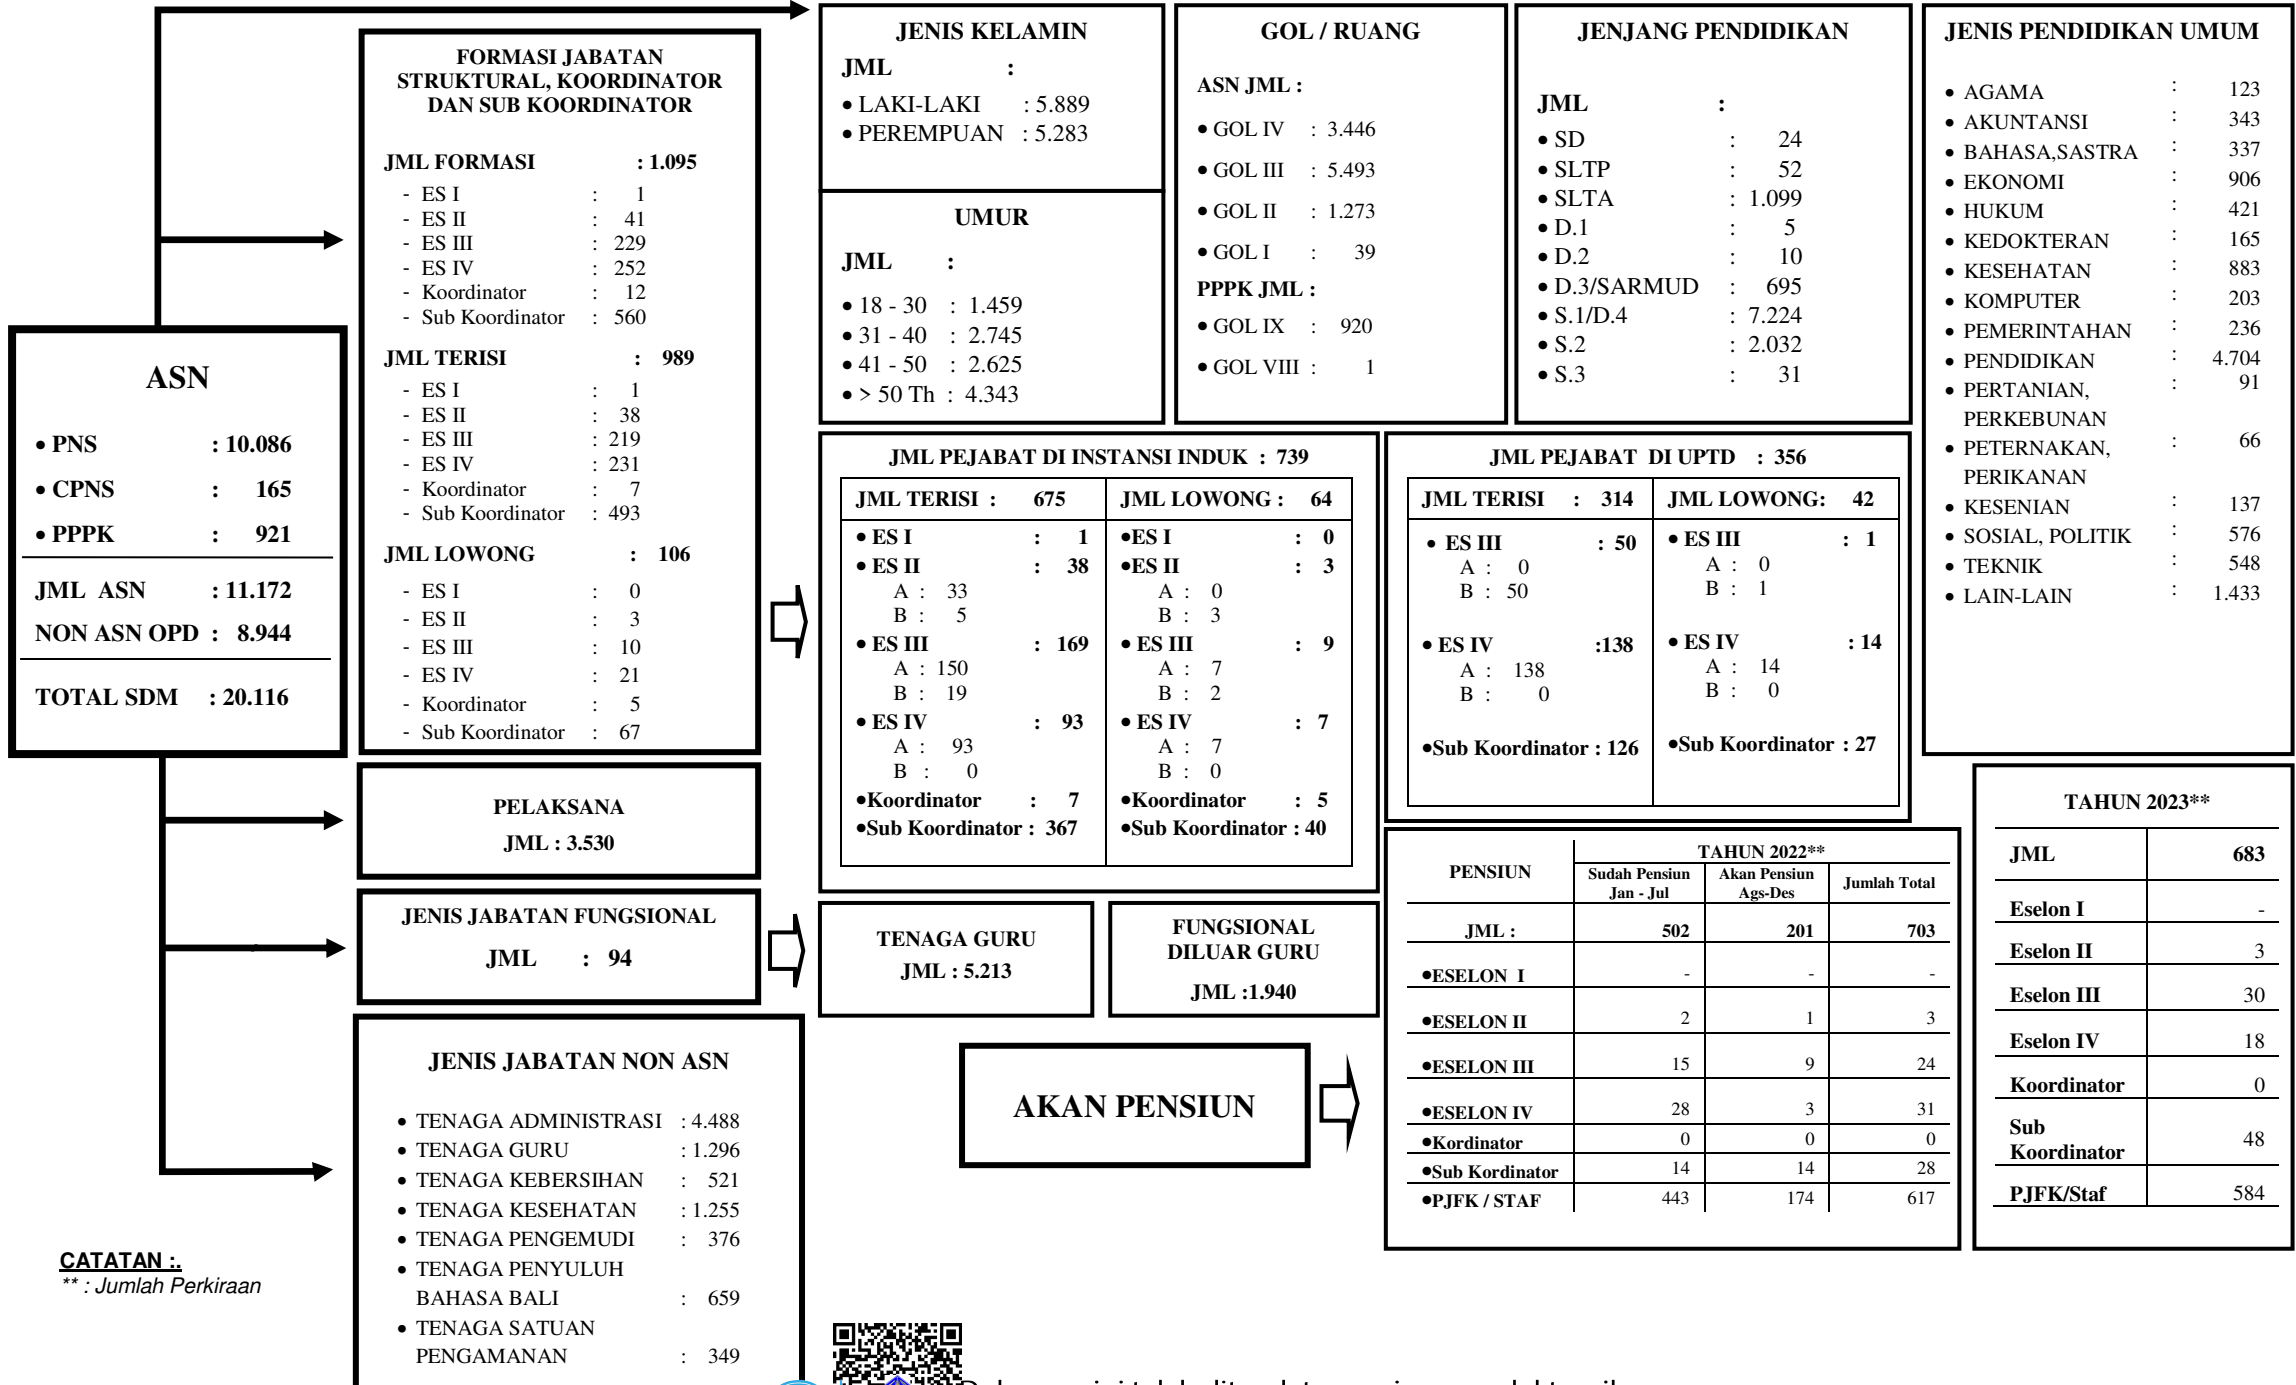 ASN
• PNS : 10.086
• CPNS : 165
• PPPK : 921
JML ASN : 11.172
NON ASN OPD : 8.944
TOTAL SDM : 20.116
FORMASI JABATAN
STRUKTURAL, KOORDINATOR
DAN SUB KOORDINATOR
JML FORMASI : 1.095
- ES I : 1
- ES II : 41
- ES III : 229
- ES IV : 252
- Koordinator : 12
- Sub Koordinator : 560
JML TERISI : 989
- ES I : 1
- ES II : 38
- ES III : 219
- ES IV : 231
- Koordinator : 7
- Sub Koordinator : 493
JML LOWONG : 106
- ES I : 0
- ES II : 3
- ES III : 10
- ES IV : 21
- Koordinator : 5
- Sub Koordinator : 67
PELAKSANA
JML : 3.530
JENIS JABATAN FUNGSIONAL
JML : 94
JENIS JABATAN NON ASN
• TENAGA ADMINISTRASI : 4.488
• TENAGA GURU : 1.296
• TENAGA KEBERSIHAN : 521
• TENAGA KESEHATAN : 1.255
• TENAGA PENGEMUDI : 376
• TENAGA PENYULUH
BAHASA BALI : 659
• TENAGA SATUAN
PENGAMANAN : 349
JENIS KELAMIN
JML :
• LAKI-LAKI : 5.889
• PEREMPUAN : 5.283
UMUR
JML :
• 18 - 30 : 1.459
• 31 - 40 : 2.745
• 41 - 50 : 2.625
• > 50 Th : 4.343
GOL / RUANG
ASN JML :
• GOL IV : 3.446
• GOL III : 5.493
• GOL II : 1.273
• GOL I : 39
PPPK JML :
• GOL IX : 920
• GOL VIII : 1
JENJANG PENDIDIKAN
JML :
• SD : 24
• SLTP : 52
• SLTA : 1.099
• D.1 : 5
• D.2 : 10
• D.3/SARMUD : 695
• S.1/D.4 : 7.224
• S.2 : 2.032
• S.3 : 31
JENIS PENDIDIKAN UMUM
• AGAMA : 123
• AKUNTANSI : 343
• BAHASA,SASTRA : 337
• EKONOMI : 906
• HUKUM : 421
• KEDOKTERAN : 165
• KESEHATAN : 883
• KOMPUTER : 203
• PEMERINTAHAN : 236
• PENDIDIKAN : 4.704
• PERTANIAN, : 91
PERKEBUNAN
• PETERNAKAN, : 66
PERIKANAN
• KESENIAN : 137
• SOSIAL, POLITIK : 576
• TEKNIK : 548
• LAIN-LAIN : 1.433
JML PEJABAT DI INSTANSI INDUK : 739
JML TERISI : 675
• ES I : 1
• ES II : 38
A : 33
B : 5
• ES III : 169
A : 150
B : 19
• ES IV : 93
A : 93
B : 0
•Koordinator : 7
•Sub Koordinator : 367
JML LOWONG : 64
•ES I : 0
•ES II : 3
A : 0
B : 3
• ES III : 9
A : 7
B : 2
• ES IV : 7
A : 7
B : 0
•Koordinator : 5
•Sub Koordinator : 40
JML PEJABAT DI UPTD : 356
JML TERISI : 314
• ES III : 50
A : 0
B : 50
• ES IV :138
A : 138
B : 0
•Sub Koordinator : 126
JML LOWONG: 42
• ES III : 1
A : 0
B : 1
• ES IV : 14
A : 14
B : 0
•Sub Koordinator : 27
TENAGA GURU
JML : 5.213
FUNGSIONAL
DILUAR GURU
JML :1.940
AKAN PENSIUN
PENSIUN
TAHUN 2022**
Sudah Pensiun
Jan - Jul
Akan Pensiun
Ags-Des
Jumlah Total
JML : 502 201 703
•ESELON I - - -
•ESELON II 2 1 3
•ESELON III 15 9 24
•ESELON IV 28 3 31
•Kordinator 0 0 0
•Sub Kordinator 14 14 28
•PJFK / STAF 443 174 617
TAHUN 2023**
JML 683
Eselon I -
Eselon II 3
Eselon III 30
Eselon IV 18
Koordinator 0
Sub
Koordinator 48
PJFK/Staf 584
CATATAN :.
** : Jumlah Perkiraan